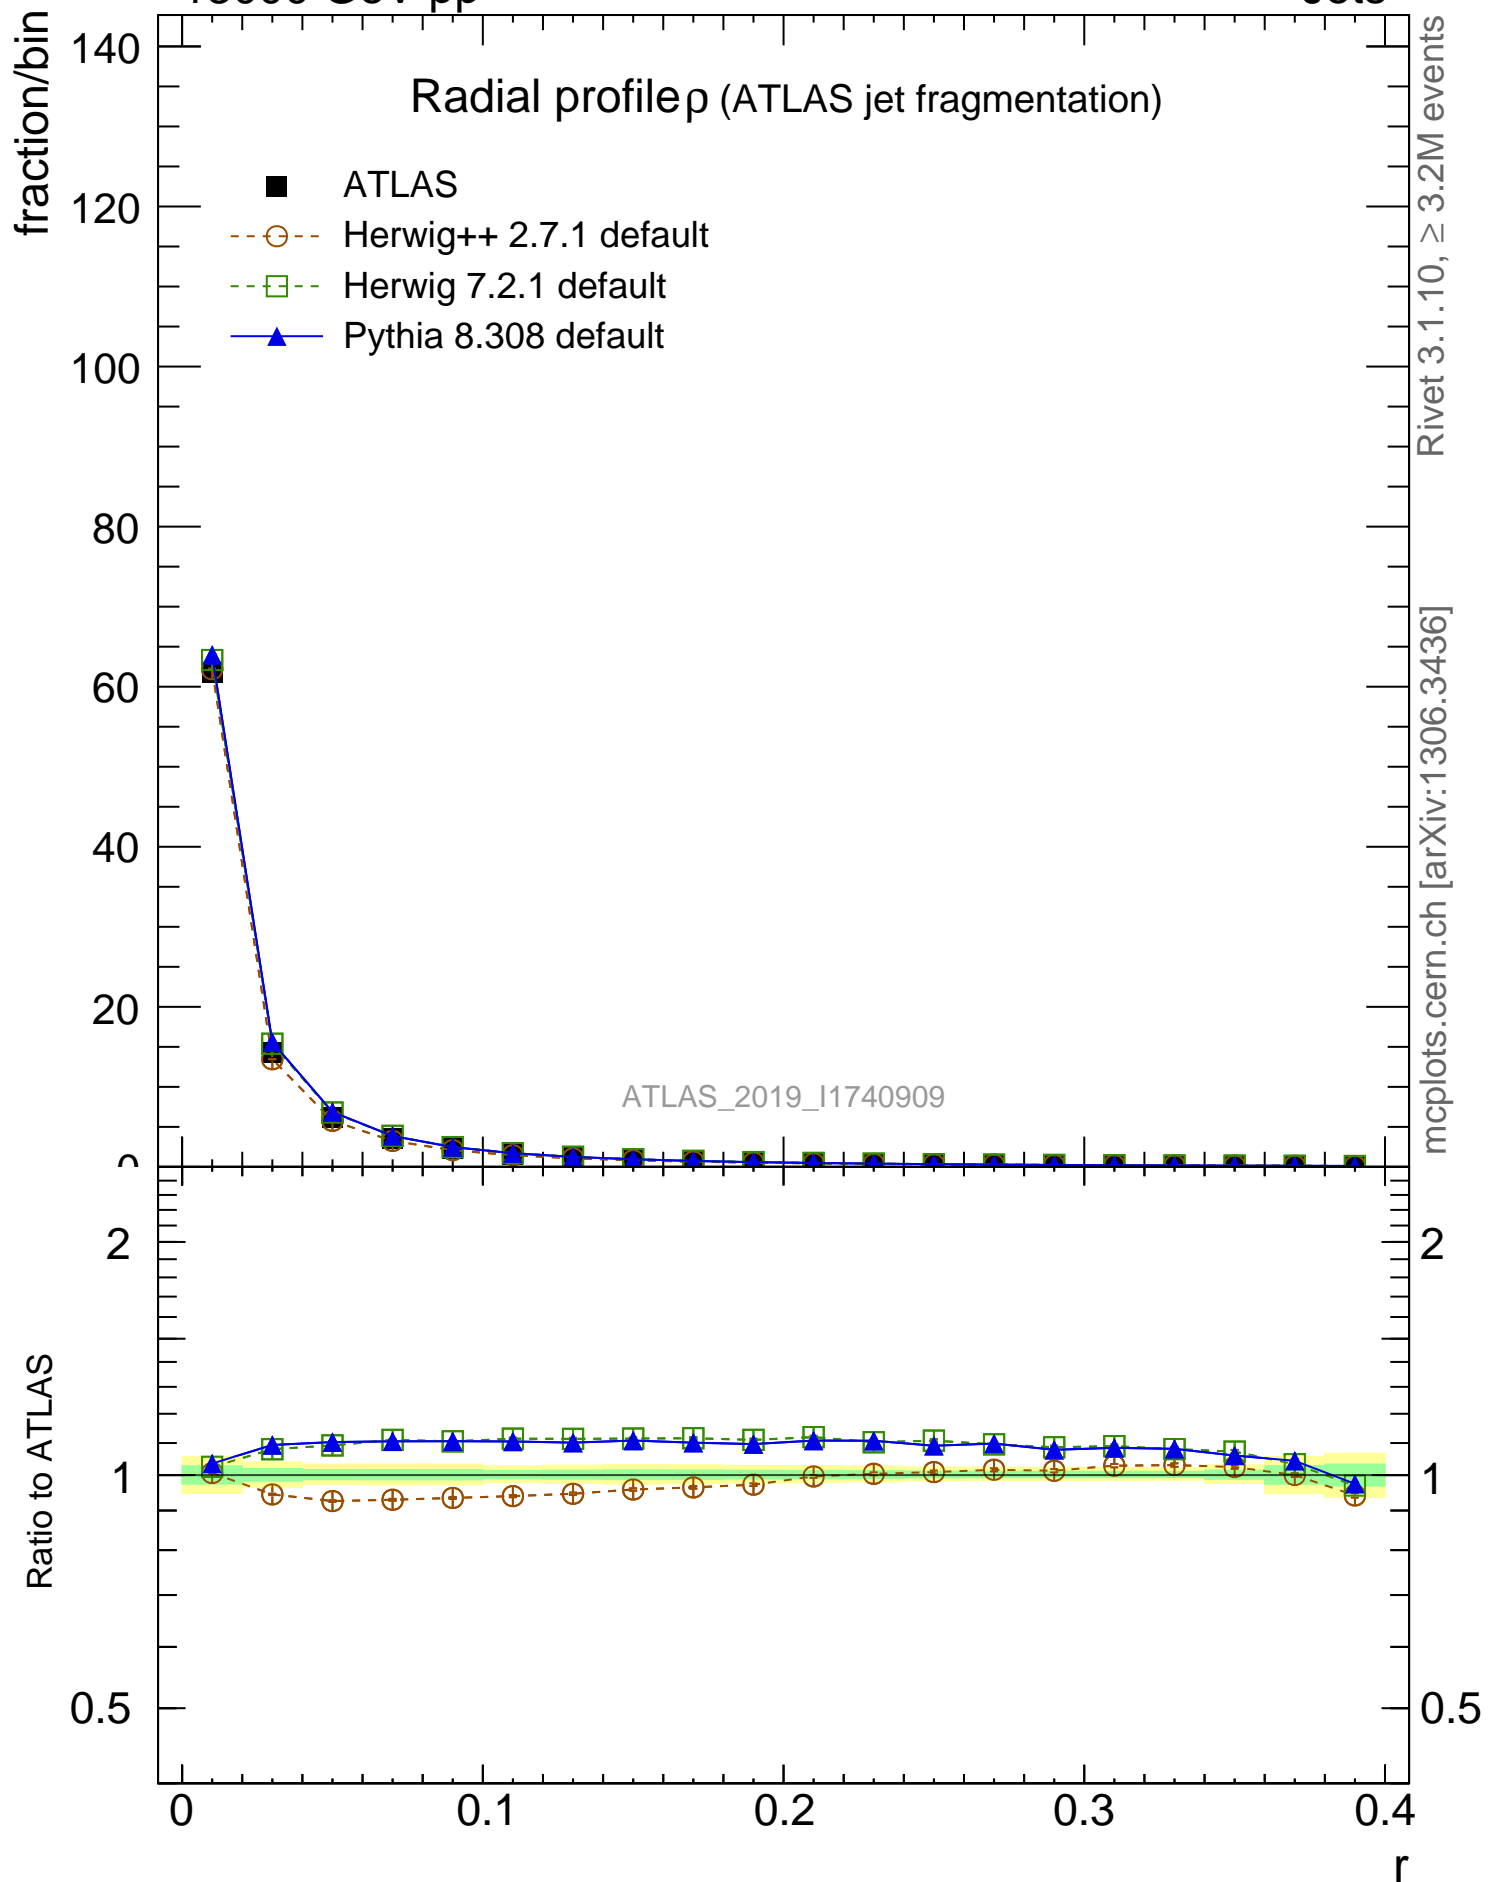 fraction/bin
140
120
100
80
60
40
20
Radial profile ρ (ATLAS jet fragmentation)
ATLAS
Herwig++ 2.7.1 default
Herwig 7.2.1 default
Pythia 8.308 default
ATLAS_2019_I1740909
Rivet 3.1.10, ≥ 3.2M events
mcplots.cern.ch [arXiv:1306.3436]
Ratio to ATLAS
2
1
0.5
2
1
0.5
0
0.1
0.2
0.3
0.4
r